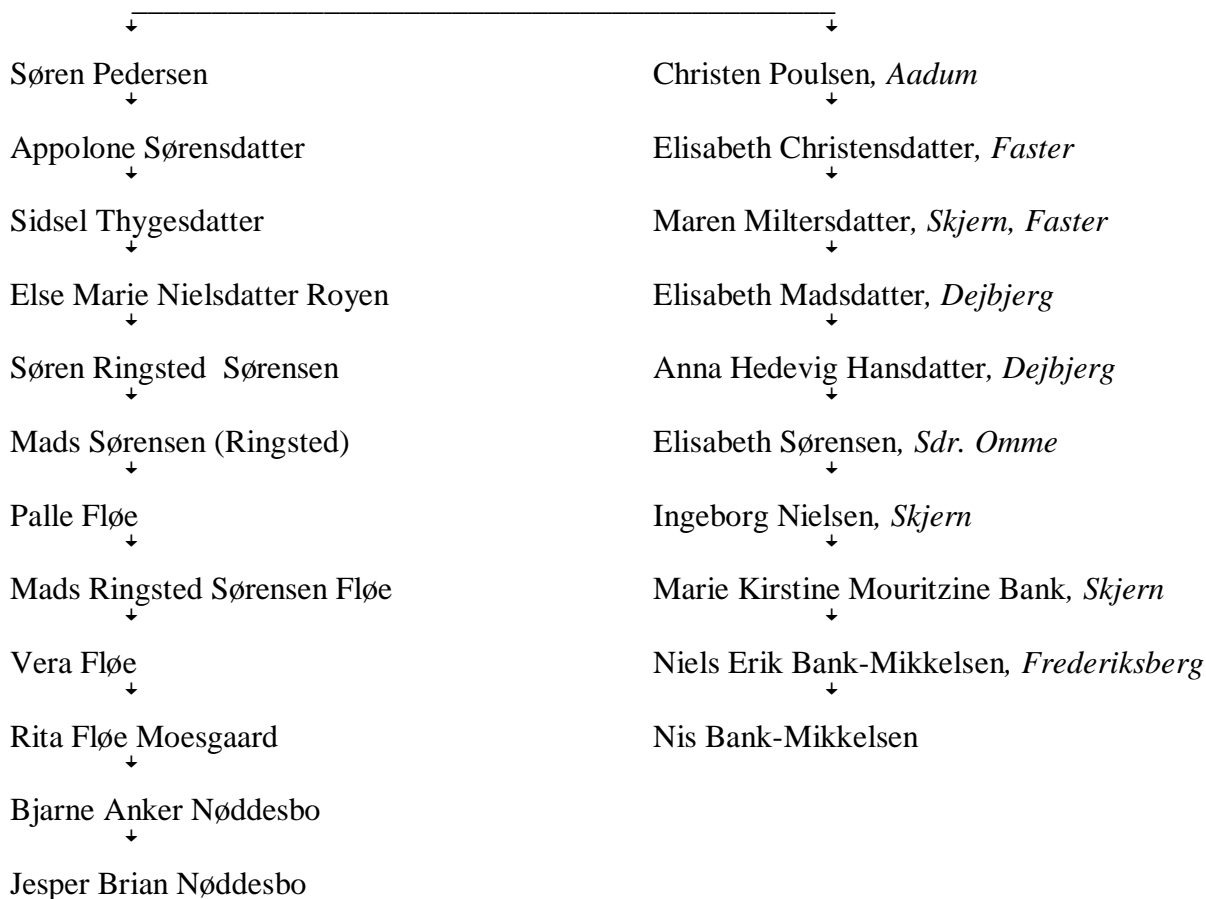 Søren Pedersen
Christen Poulsen, Aadum
Appolone Sørensdatter
Elisabeth Christensdatter, Faster
Sidsel Thygesdatter
Maren Miltersdatter, Skjern, Faster
Else Marie Nielsdatter Royen
Elisabeth Madsdatter, Dejbjerg
Søren Ringsted  Sørensen
Anna Hedevig Hansdatter, Dejbjerg
Mads Sørensen (Ringsted)
Elisabeth Sørensen, Sdr. Omme
Palle Fløe
Ingeborg Nielsen, Skjern
Mads Ringsted Sørensen Fløe
Marie Kirstine Mouritzine Bank, Skjern
Vera Fløe
Niels Erik Bank-Mikkelsen, Frederiksberg
Rita Fløe Moesgaard
Nis Bank-Mikkelsen
Bjarne Anker Nøddesbo
Jesper Brian Nøddesbo